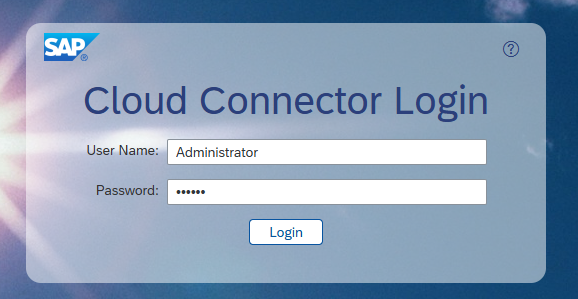 SAP®
?
Cloud Connector Login
User Name: Administrator
Password: ••••••
Login